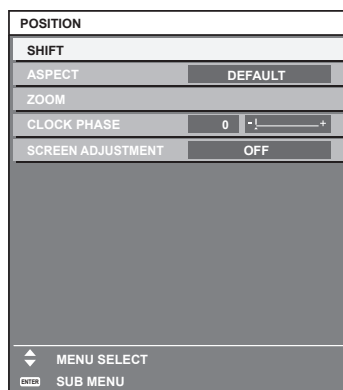 POSITION
SHIFT
ASPECT DEFAULT
ZOOM
CLOCK PHASE 0 - +
SCREEN ADJUSTMENT OFF
MENU SELECT
ENTER SUB MENU